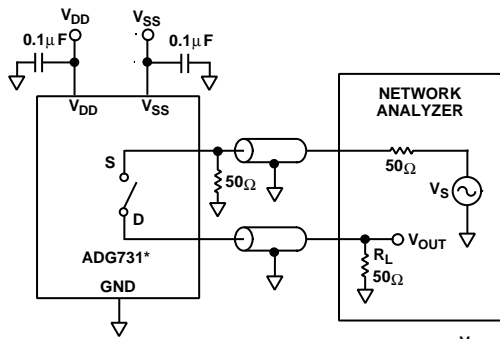 V_DD V_SS
0.1μF 0.1μF
V_DD V_SS
NETWORK
ANALYZER
S
50Ω 50Ω
V_S
D
V_OUT
ADG731*
R_L
50Ω
GND